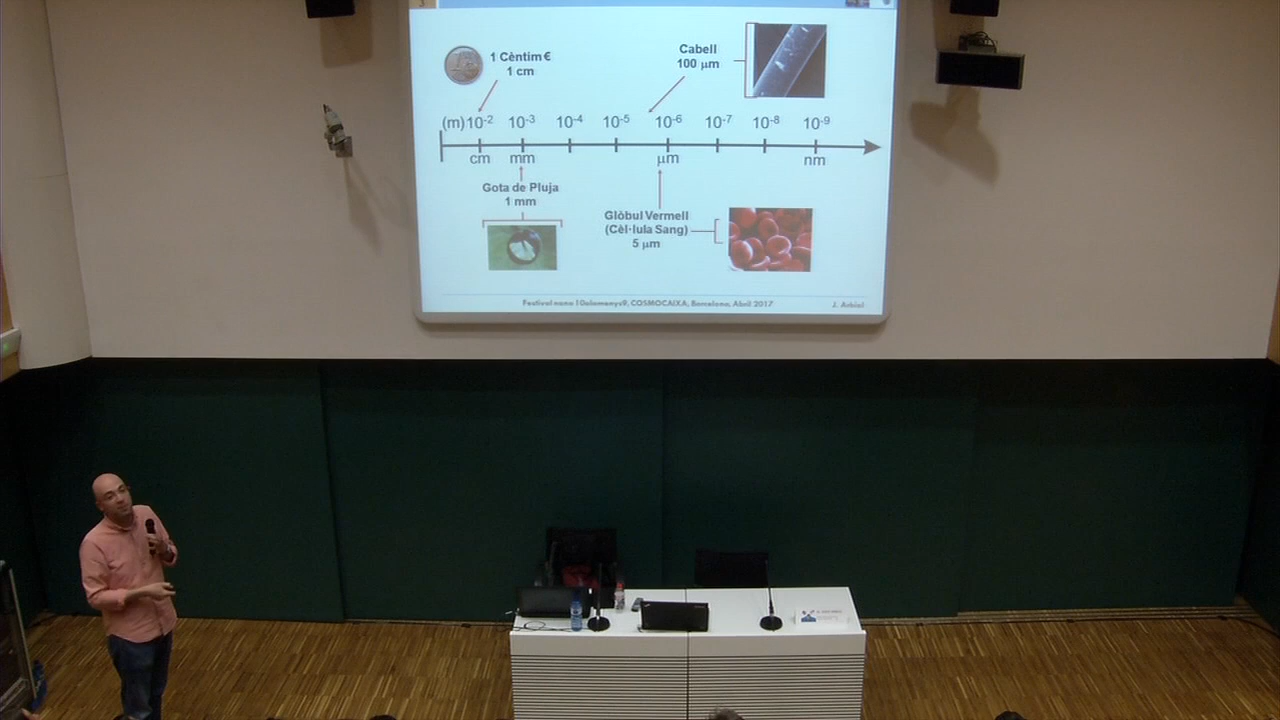 3
1 Cèntim €
1 cm
Cabell
100 µm
(m) 10⁻² 10⁻³ 10⁻⁴ 10⁻⁵ 10⁻⁶ 10⁻⁷ 10⁻⁸ 10⁻⁹
cm mm µm nm
Gota de Pluja
1 mm
Glòbul Vermell
(Cèl·lula Sang)
5 µm
Festival nano 10alamenys9, COSMOCAIXA, Barcelona, Abril 2017
J. Arbiol